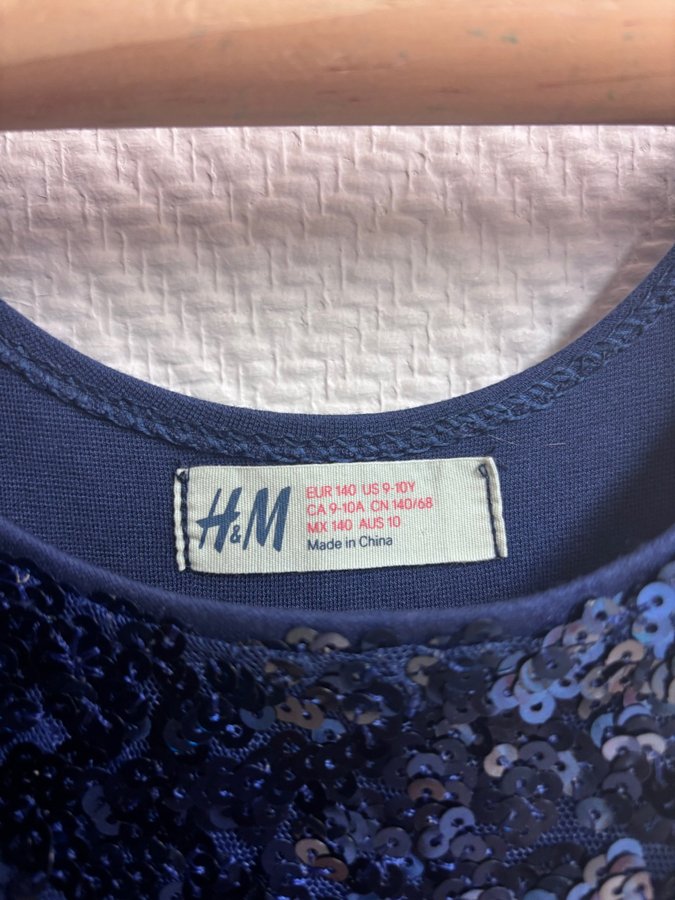 H&M
EUR 140 US 9-10Y
CA 9-10A CN 140/68
MX 140 AUS 10
Made in China